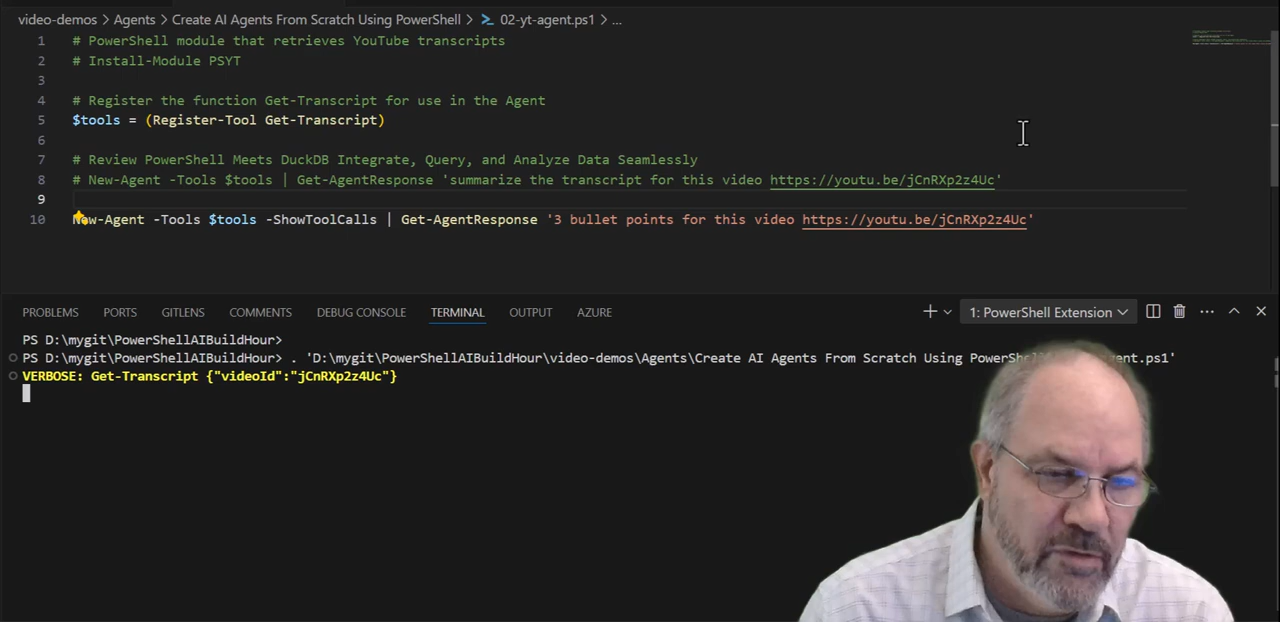 video-demos > Agents > Create AI Agents From Scratch Using PowerShell > 02-yt-agent.ps1 > ...
1 # PowerShell module that retrieves YouTube transcripts
2 # Install-Module PSYT
3
4 # Register the function Get-Transcript for use in the Agent
5 $tools = (Register-Tool Get-Transcript)
6
7 # Review PowerShell Meets DuckDB Integrate, Query, and Analyze Data Seamlessly
8 # New-Agent -Tools $tools | Get-AgentResponse 'summarize the transcript for this video https://youtu.be/jCnRXp2z4Uc'
9
10 New-Agent -Tools $tools -ShowToolCalls | Get-AgentResponse '3 bullet points for this video https://youtu.be/jCnRXp2z4Uc'
PROBLEMS PORTS GITLENS COMMENTS DEBUG CONSOLE TERMINAL OUTPUT AZURE 1: PowerShell Extension
PS D:\mygit\PowerShellAIBuildHour>
PS D:\mygit\PowerShellAIBuildHour> . 'D:\mygit\PowerShellAIBuildHour\video-demos\Agents\Create AI Agents From Scratch Using
VERBOSE: Get-Transcript {"videoId":"jCnRXp2z4Uc"}